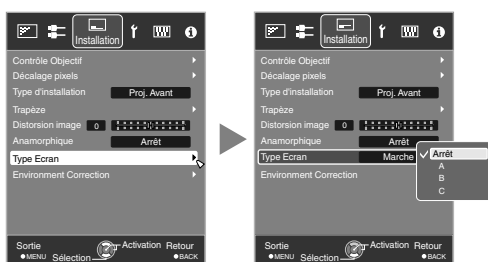 Installation
Contrôle Objectif
Décalage pixels
Type d'installation Proj. Avant
Trapèze
Distorsion image 0
Anamorphique Arrêt
Type Ecran
Environment Correction
Sortie Activation Retour
MENU Sélection BACK
Installation
Contrôle Objectif
Décalage pixels
Type d'installation Proj. Avant
Trapèze
Distorsion image 0
Anamorphique Arrêt
Type Ecran Marche
Arrêt
A
B
C
Environment Correction
Sortie Activation Retour
MENU Sélection BACK